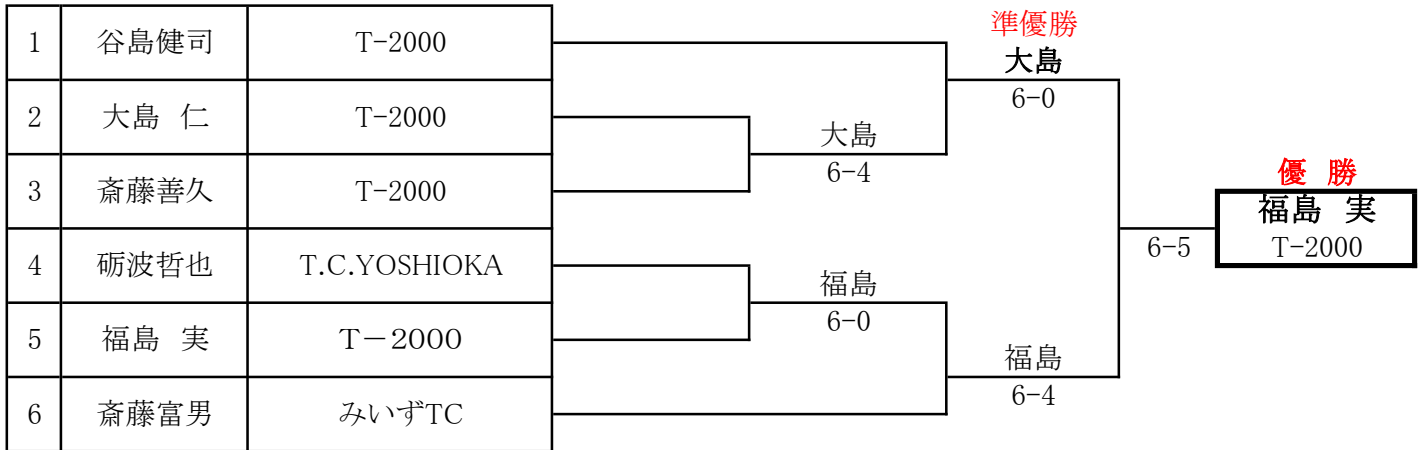 1 谷島健司 T-2000
2 大島 仁 T-2000
3 斎藤善久 T-2000
4 砺波哲也 T.C.YOSHIOKA
5 福島 実 T－2000
6 斎藤富男 みいずTC
大島
6-4
福島
6-0
準優勝
大島
6-0
福島
6-4
6-5
優 勝
福島 実
T-2000